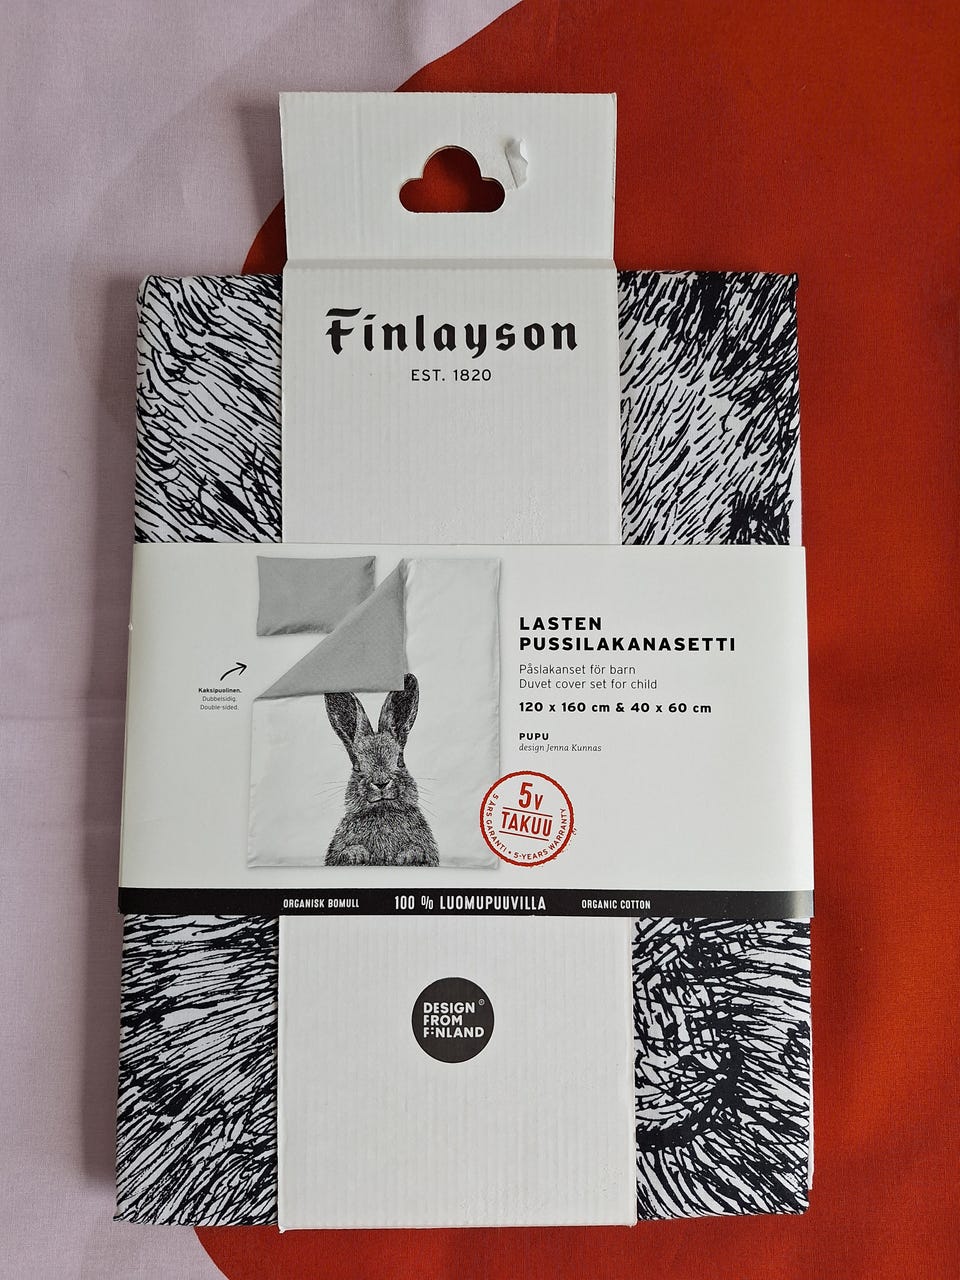 Finlayson
EST. 1820
Kaksipuolinen.
Dubbelsidig.
Double-sided.
LASTEN
PUSSILAKANASETTI
Påslakanset för barn
Duvet cover set for child
120 x 160 cm & 40 x 60 cm
PUPU
design Jenna Kunnas
5V
TAKUU
5 ÅRS GARANTI • 5-YEARS WARRANTY
ORGANISK BOMULL 100 % LUOMUPUUVILLA ORGANIC COTTON
DESIGN ®
FROM
FINLAND